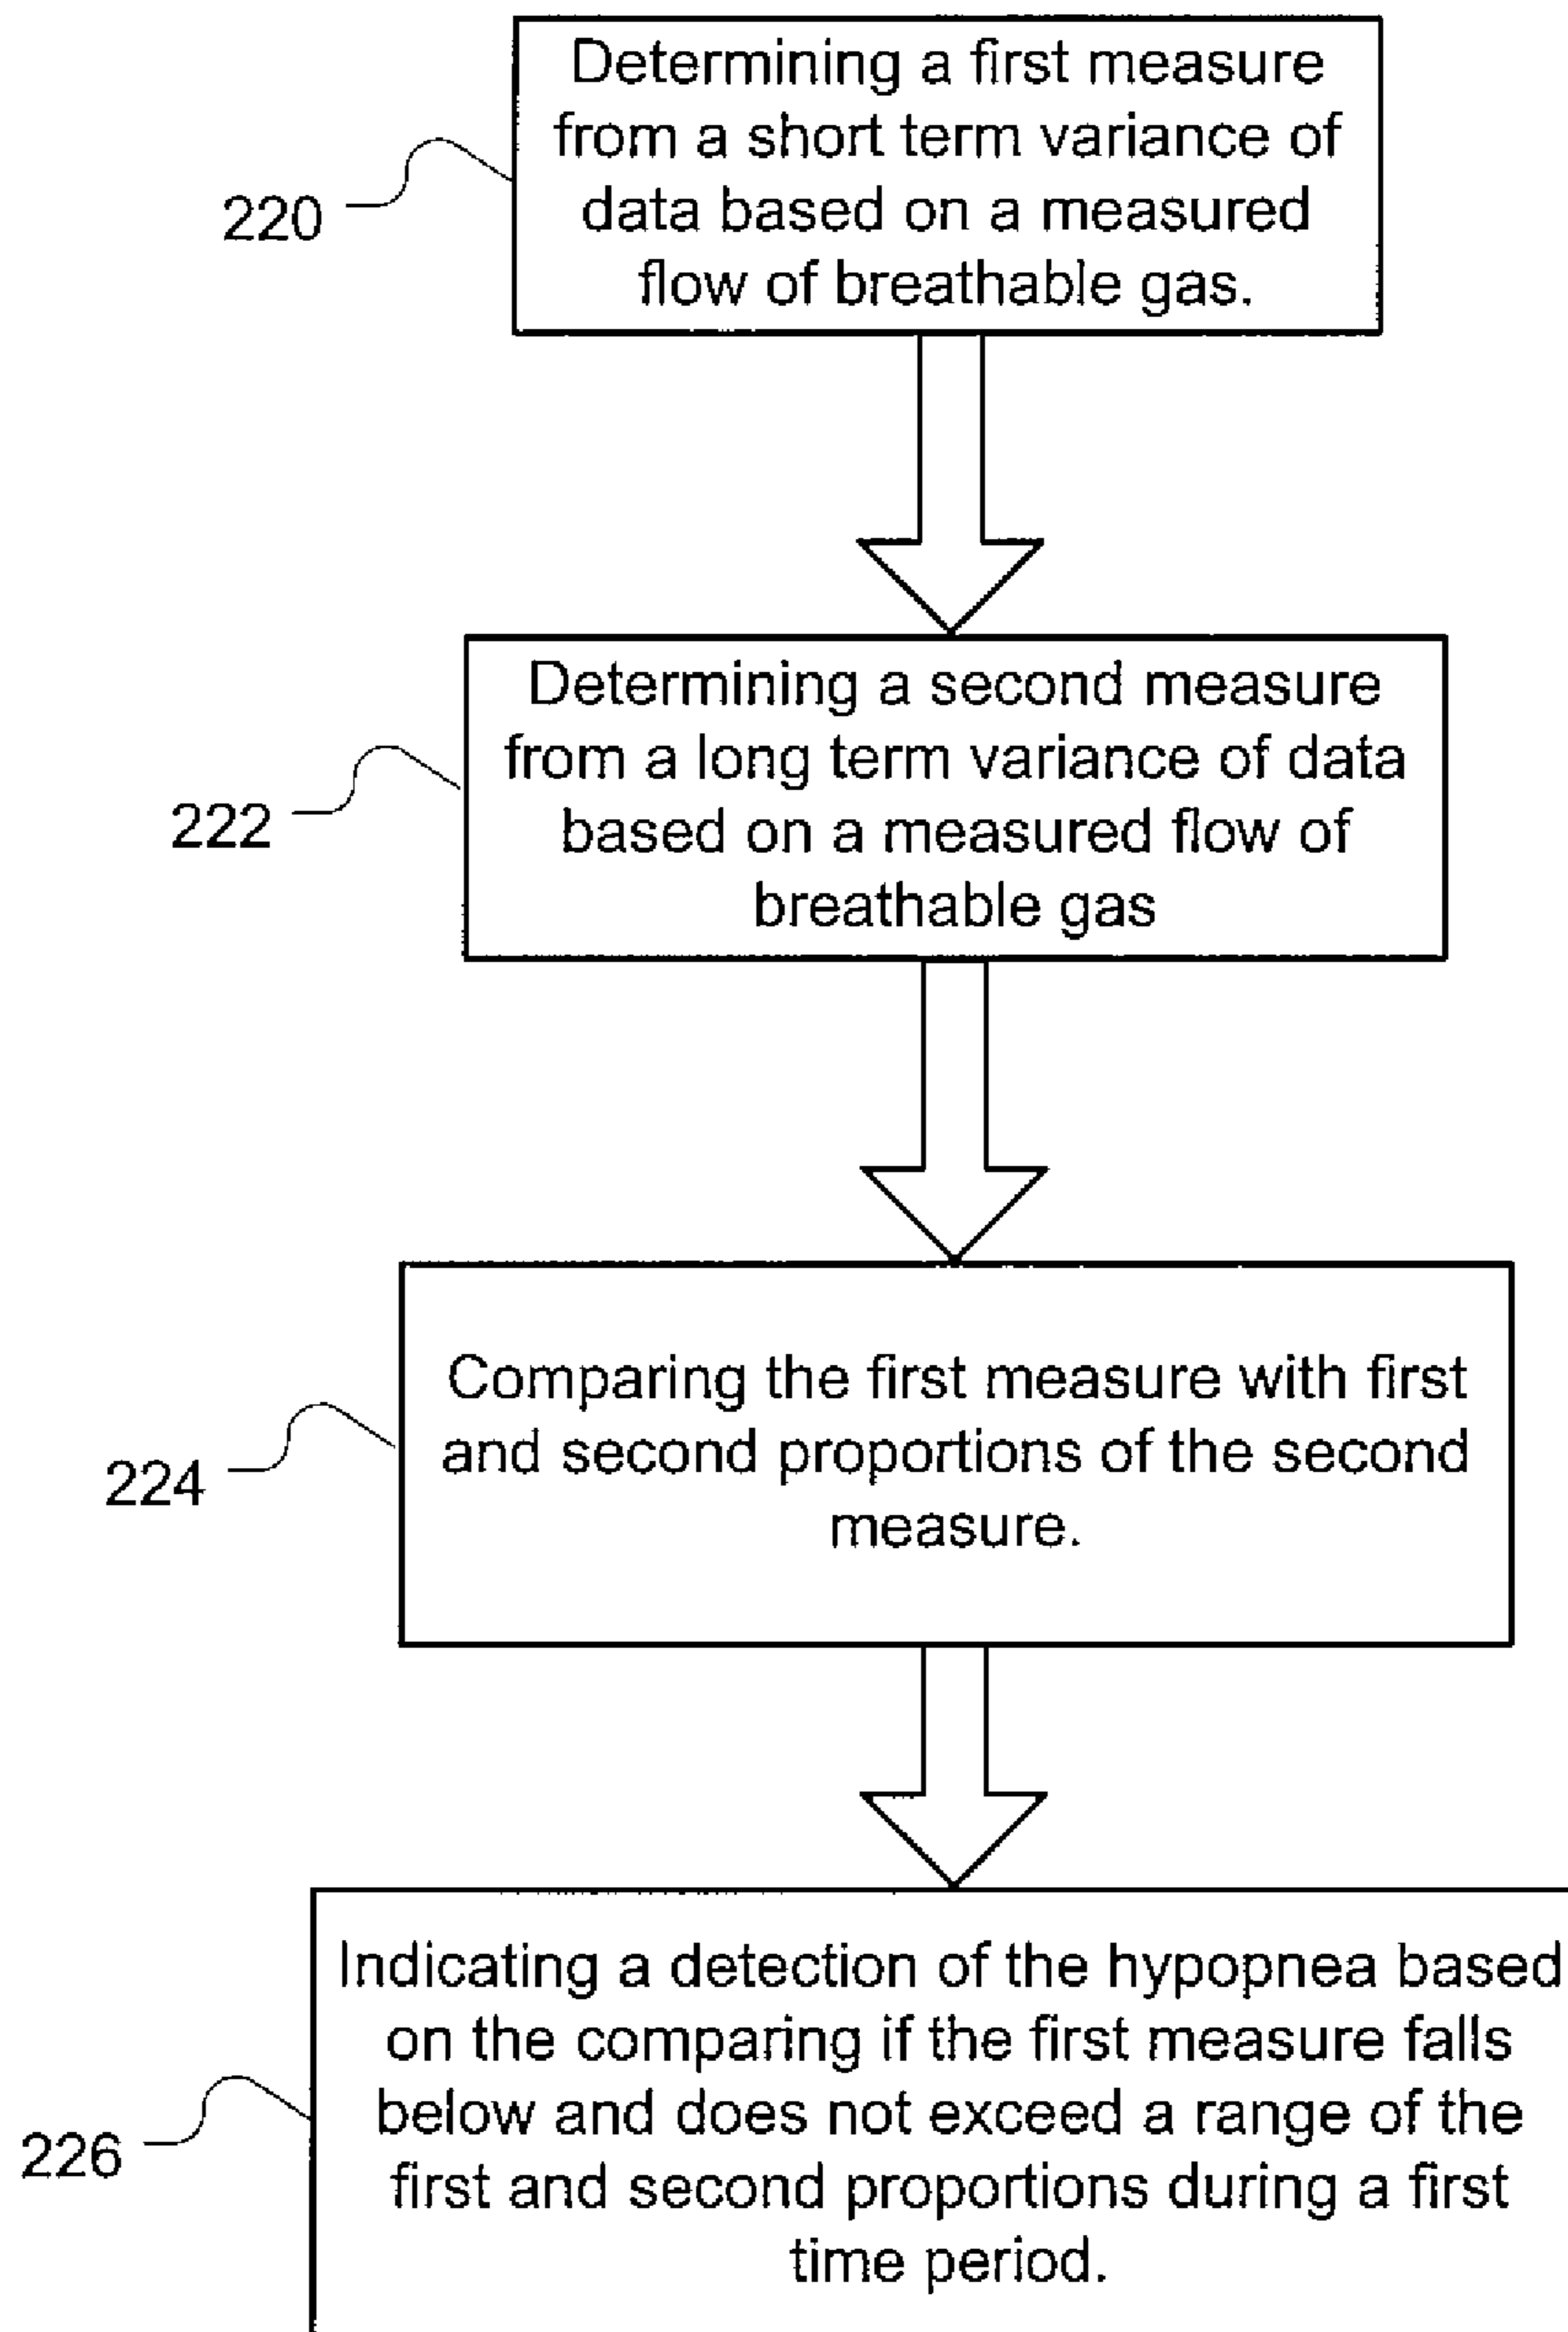 Determining a first measure
from a short term variance of
data based on a measured
flow of breathable gas.
220
Determining a second measure
from a long term variance of data
based on a measured flow of
breathable gas
222
Comparing the first measure with first
and second proportions of the second
measure.
224
Indicating a detection of the hypopnea based
on the comparing if the first measure falls
below and does not exceed a range of the
first and second proportions during a first
time period.
226